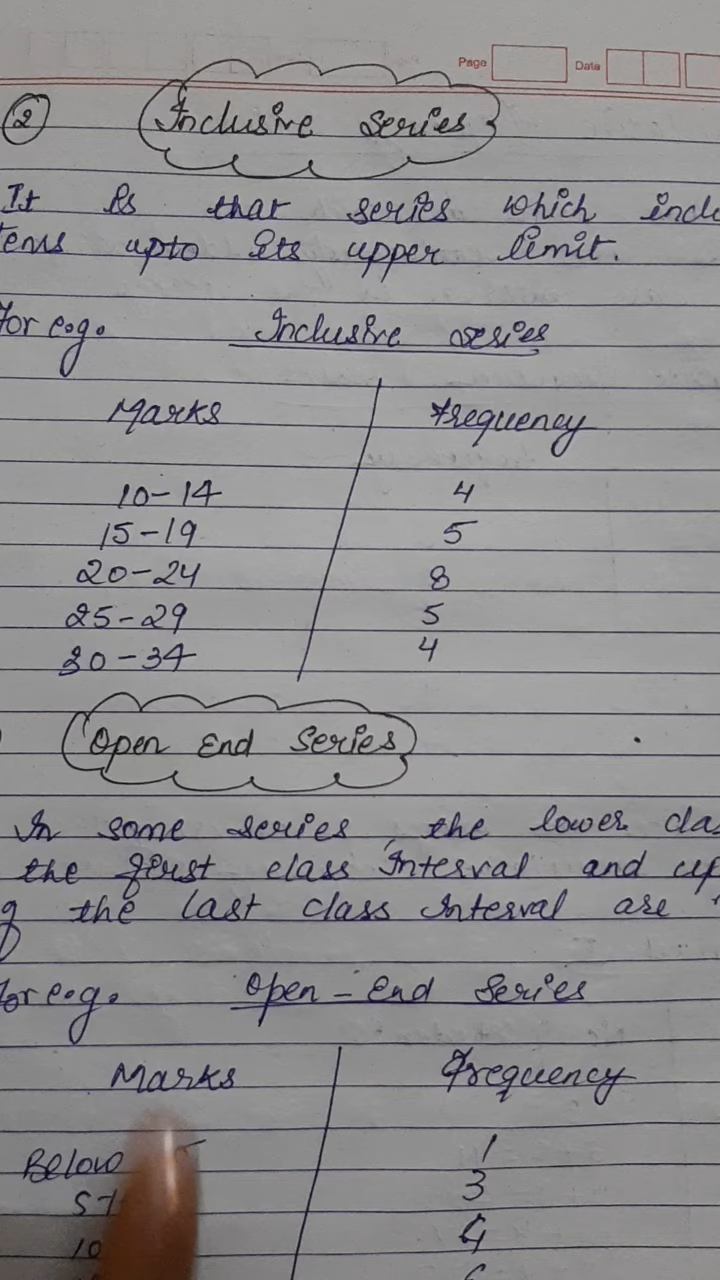 Page Date
2 Inclusive Series
It is that series which
upto its upper limit.
for e.g. Inclusive series
Marks Frequency
10-14 4
15-19 5
20-24 8
25-29 5
30-34 4
Open End Series
In some series, the lower
the first class interval and
the last class interval are
for e.g. Open-End Series
Marks Frequency
Below 1
3
10 4